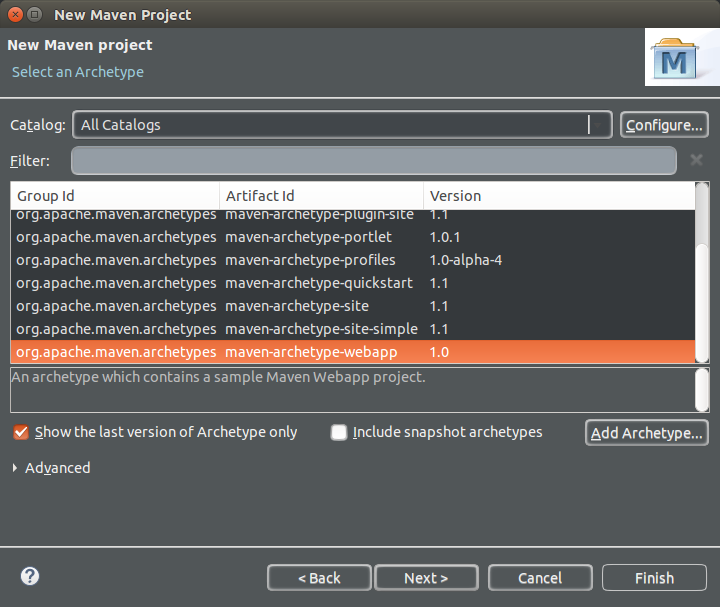 New Maven Project
New Maven project
Select an Archetype
M
Catalog: All Catalogs Configure...
Filter:
Group Id Artifact Id Version
org.apache.maven.archetypes maven-archetype-plugin-site 1.1
org.apache.maven.archetypes maven-archetype-portlet 1.0.1
org.apache.maven.archetypes maven-archetype-profiles 1.0-alpha-4
org.apache.maven.archetypes maven-archetype-quickstart 1.1
org.apache.maven.archetypes maven-archetype-site 1.1
org.apache.maven.archetypes maven-archetype-site-simple 1.1
org.apache.maven.archetypes maven-archetype-webapp 1.0
An archetype which contains a sample Maven Webapp project.
Show the last version of Archetype only Include snapshot archetypes Add Archetype...
Advanced
? < Back Next > Cancel Finish